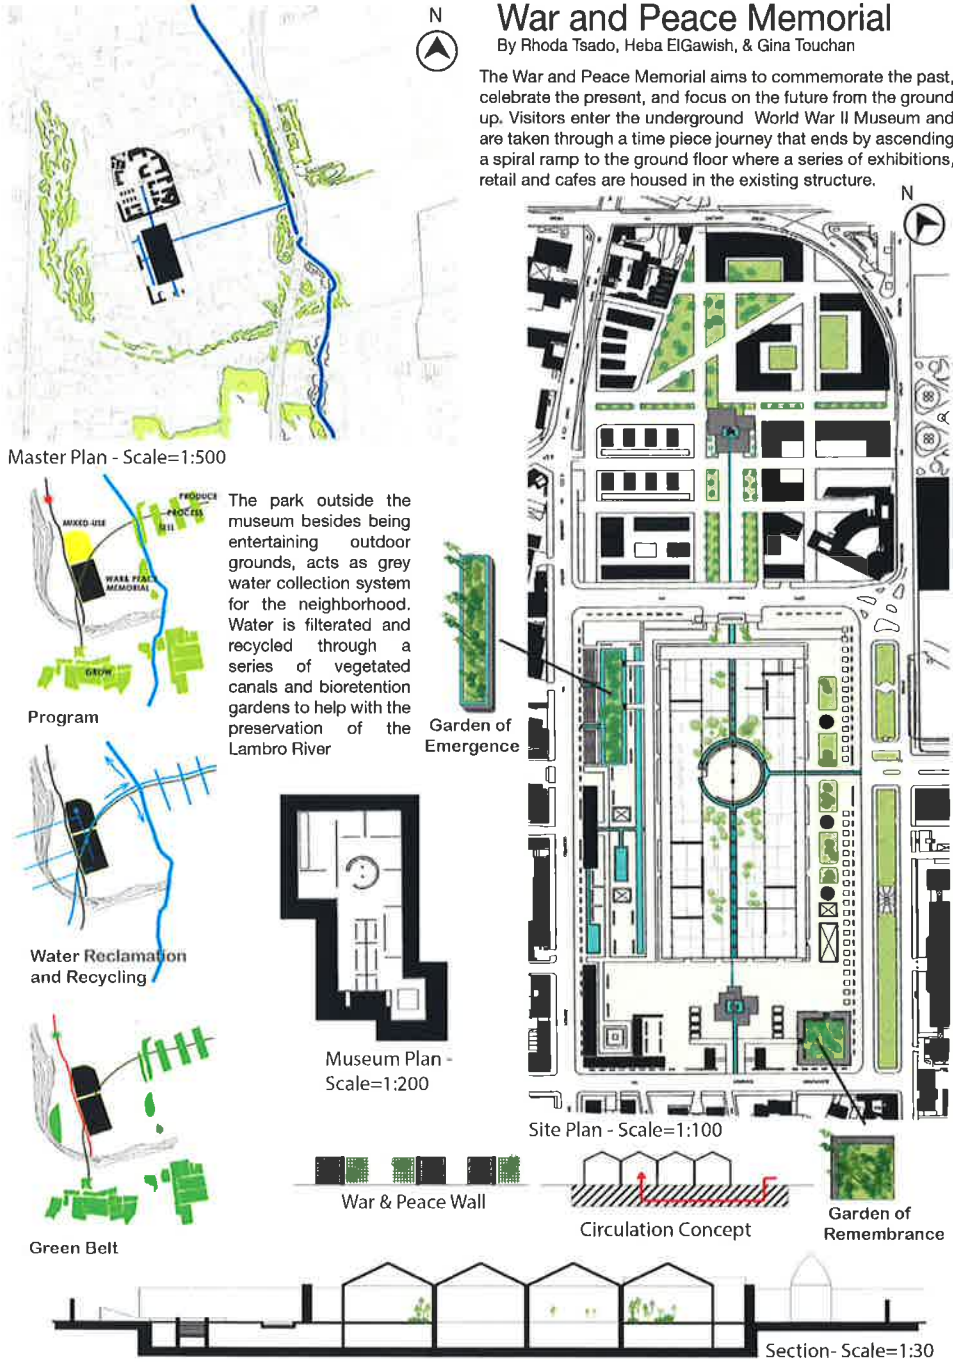 War and Peace Memorial
By Rhoda Tsado, Heba ElGawish, & Gina Touchan
The War and Peace Memorial aims to commemorate the past,
celebrate the present, and focus on the future from the ground
up. Visitors enter the underground World War II Museum and
are taken through a time piece journey that ends by ascending
a spiral ramp to the ground floor where a series of exhibitions,
retail and cafes are housed in the existing structure.
N
N
Master Plan - Scale=1:500
PRODUCE
PROCESS
SELL
MIXED-USE
WAR& PEACE
MEMORIAL
GROW
Program
The park outside the
museum besides being
entertaining outdoor
grounds, acts as grey
water collection system
for the neighborhood.
Water is filterated and
recycled through a
series of vegetated
canals and bioretention
gardens to help with the
preservation of the
Lambro River
Garden of
Emergence
Water Reclamation
and Recycling
Museum Plan -
Scale=1:200
Site Plan - Scale=1:100
War & Peace Wall
Circulation Concept
Garden of
Remembrance
Green Belt
Section- Scale=1:30